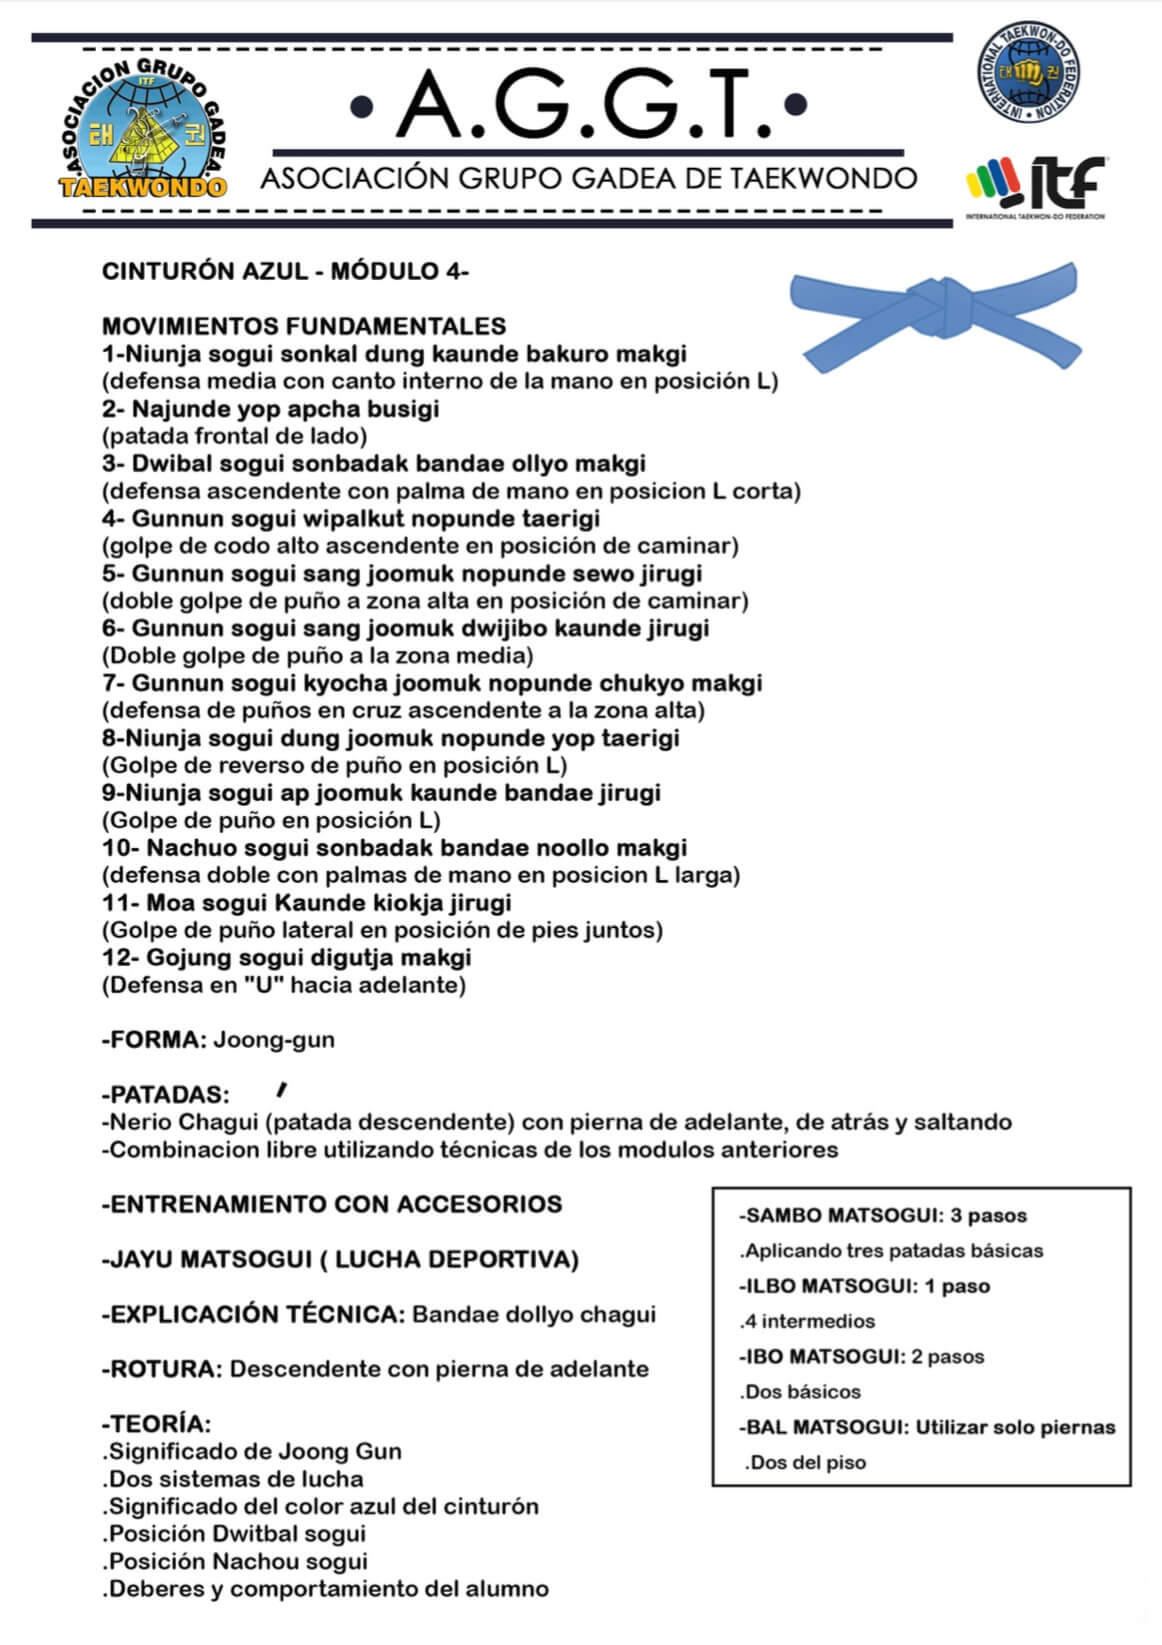 ASOCIACION GRUPO GADEA
ITF
태 권
TAEKWONDO
• A.G.G.T. •
ASOCIACIÓN GRUPO GADEA DE TAEKWONDO
INTERNATIONAL TAEKWON-DO FEDERATION
태 권
• ITF •
itf
INTERNATIONAL TAEKWON-DO FEDERATION
CINTURÓN AZUL - MÓDULO 4-
MOVIMIENTOS FUNDAMENTALES
1-Niunja sogui sonkal dung kaunde bakuro makgi
(defensa media con canto interno de la mano en posición L)
2- Najunde yop apcha busigi
(patada frontal de lado)
3- Dwibal sogui sonbadak bandae ollyo makgi
(defensa ascendente con palma de mano en posicion L corta)
4- Gunnun sogui wipalkut nopunde taerigi
(golpe de codo alto ascendente en posición de caminar)
5- Gunnun sogui sang joomuk nopunde sewo jirugi
(doble golpe de puño a zona alta en posición de caminar)
6- Gunnun sogui sang joomuk dwijibo kaunde jirugi
(Doble golpe de puño a la zona media)
7- Gunnun sogui kyocha joomuk nopunde chukyo makgi
(defensa de puños en cruz ascendente a la zona alta)
8-Niunja sogui dung joomuk nopunde yop taerigi
(Golpe de reverso de puño en posición L)
9-Niunja sogui ap joomuk kaunde bandae jirugi
(Golpe de puño en posición L)
10- Nachuo sogui sonbadak bandae noollo makgi
(defensa doble con palmas de mano en posicion L larga)
11- Moa sogui Kaunde kiokja jirugi
(Golpe de puño lateral en posición de pies juntos)
12- Gojung sogui digutja makgi
(Defensa en "U" hacia adelante)
-FORMA: Joong-gun
-PATADAS:
-Nerio Chagui (patada descendente) con pierna de adelante, de atrás y saltando
-Combinacion libre utilizando técnicas de los modulos anteriores
-ENTRENAMIENTO CON ACCESORIOS
-JAYU MATSOGUI ( LUCHA DEPORTIVA)
-EXPLICACIÓN TÉCNICA: Bandae dollyo chagui
-ROTURA: Descendente con pierna de adelante
-TEORÍA:
.Significado de Joong Gun
.Dos sistemas de lucha
.Significado del color azul del cinturón
.Posición Dwitbal sogui
.Posición Nachou sogui
.Deberes y comportamiento del alumno
-SAMBO MATSOGUI: 3 pasos
.Aplicando tres patadas básicas
-ILBO MATSOGUI: 1 paso
.4 intermedios
-IBO MATSOGUI: 2 pasos
.Dos básicos
-BAL MATSOGUI: Utilizar solo piernas
.Dos del piso